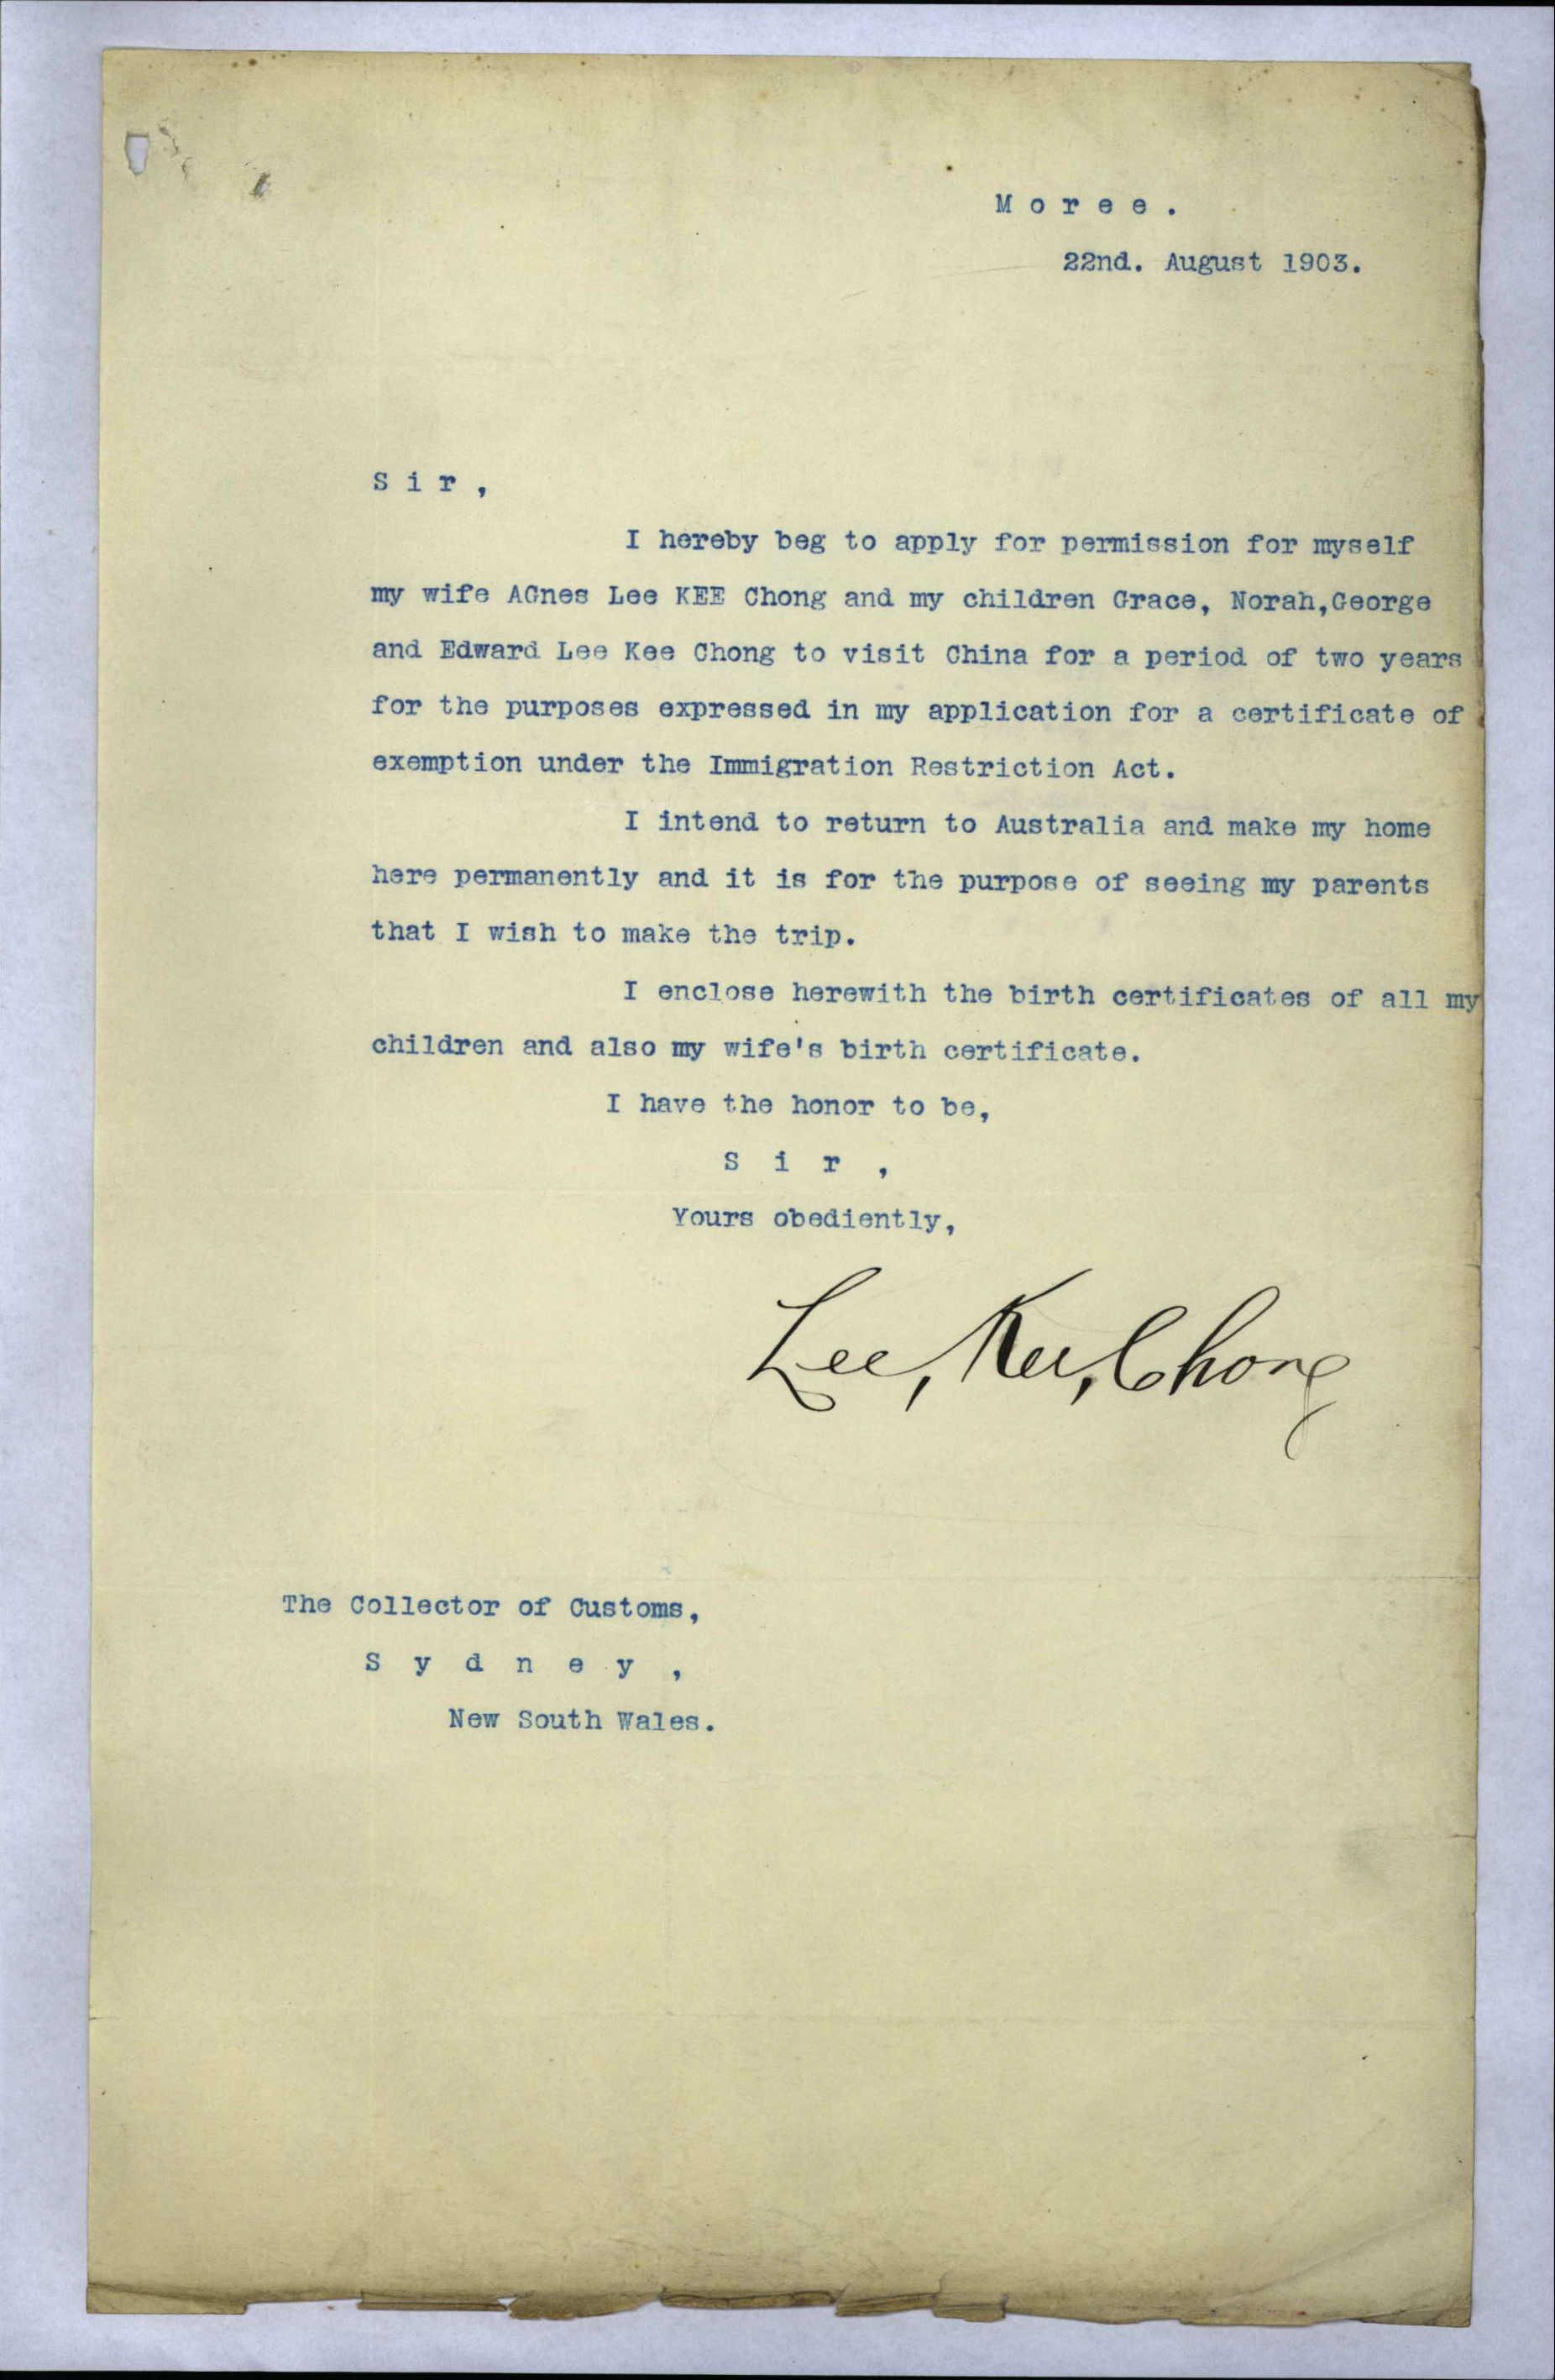 Moree.
22nd. August 1903.
Sir,
I hereby beg to apply for permission for myself
my wife AGnes Lee KEE Chong and my children Grace, Norah,George
and Edward Lee Kee Chong to visit China for a period of two years
for the purposes expressed in my application for a certificate of
exemption under the Immigration Restriction Act.
I intend to return to Australia and make my home
here permanently and it is for the purpose of seeing my parents
that I wish to make the trip.
I enclose herewith the birth certificates of all my
children and also my wife's birth certificate.
I have the honor to be,
Sir,
Yours obediently,
Lee, Kee, Chong
The Collector of Customs,
Sydney,
New South Wales.